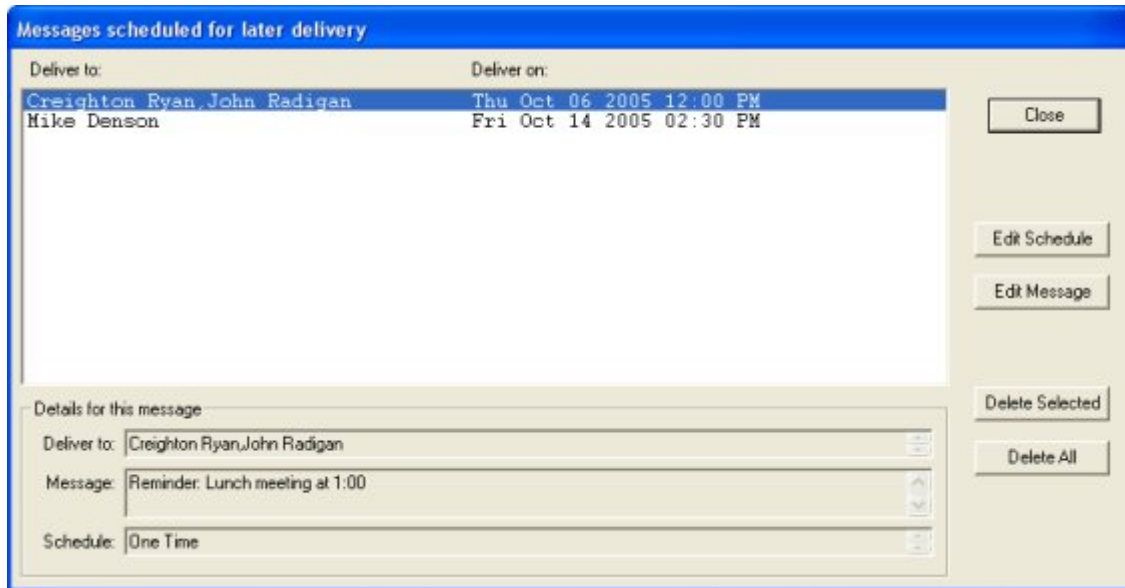 Messages scheduled for later delivery
Deliver to: Deliver on:
Creighton Ryan,John Radigan Thu Oct 06 2005 12:00 PM
Mike Denson Fri Oct 14 2005 02:30 PM
Close
Edit Schedule
Edit Message
Delete Selected
Delete All
Details for this message
Deliver to: Creighton Ryan,John Radigan
Message: Reminder: Lunch meeting at 1:00
Schedule: One Time